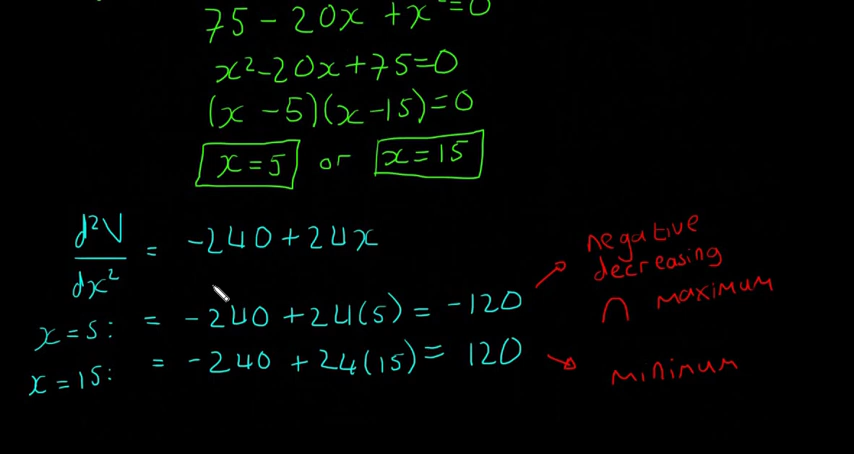 75 - 20x + x = 0
x² - 20x + 75 = 0
(x - 5)(x - 15) = 0
x = 5 or x = 15
d²V/dx² = -240 + 24x
x = 5: = -240 + 24(5) = -120
x = 15: = -240 + 24(15) = 120
negative
decreasing
∩ maximum
minimum